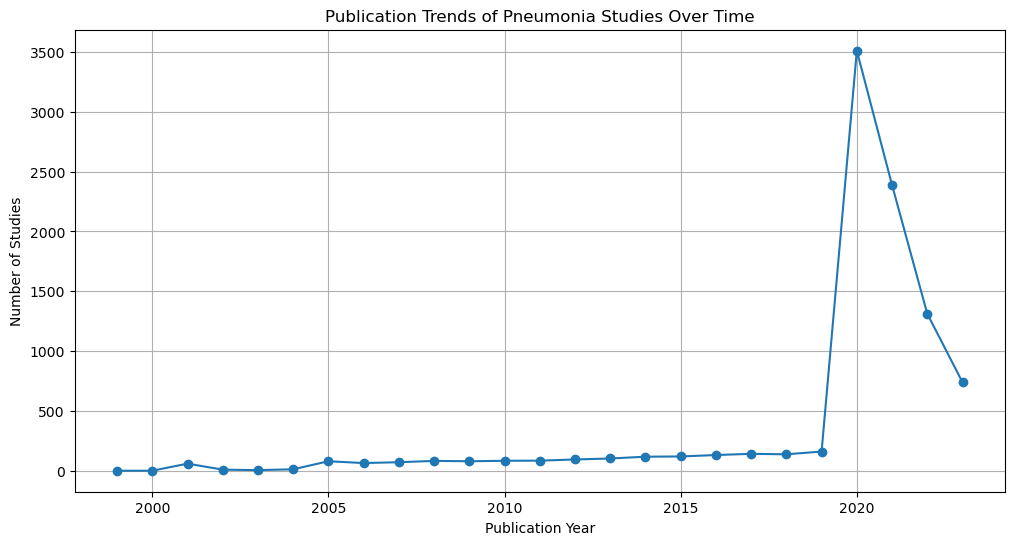 Publication Trends of Pneumonia Studies Over Time
3500
3000
2500
2000
1500
1000
500
0
Number of Studies
2000 2005 2010 2015 2020
Publication Year